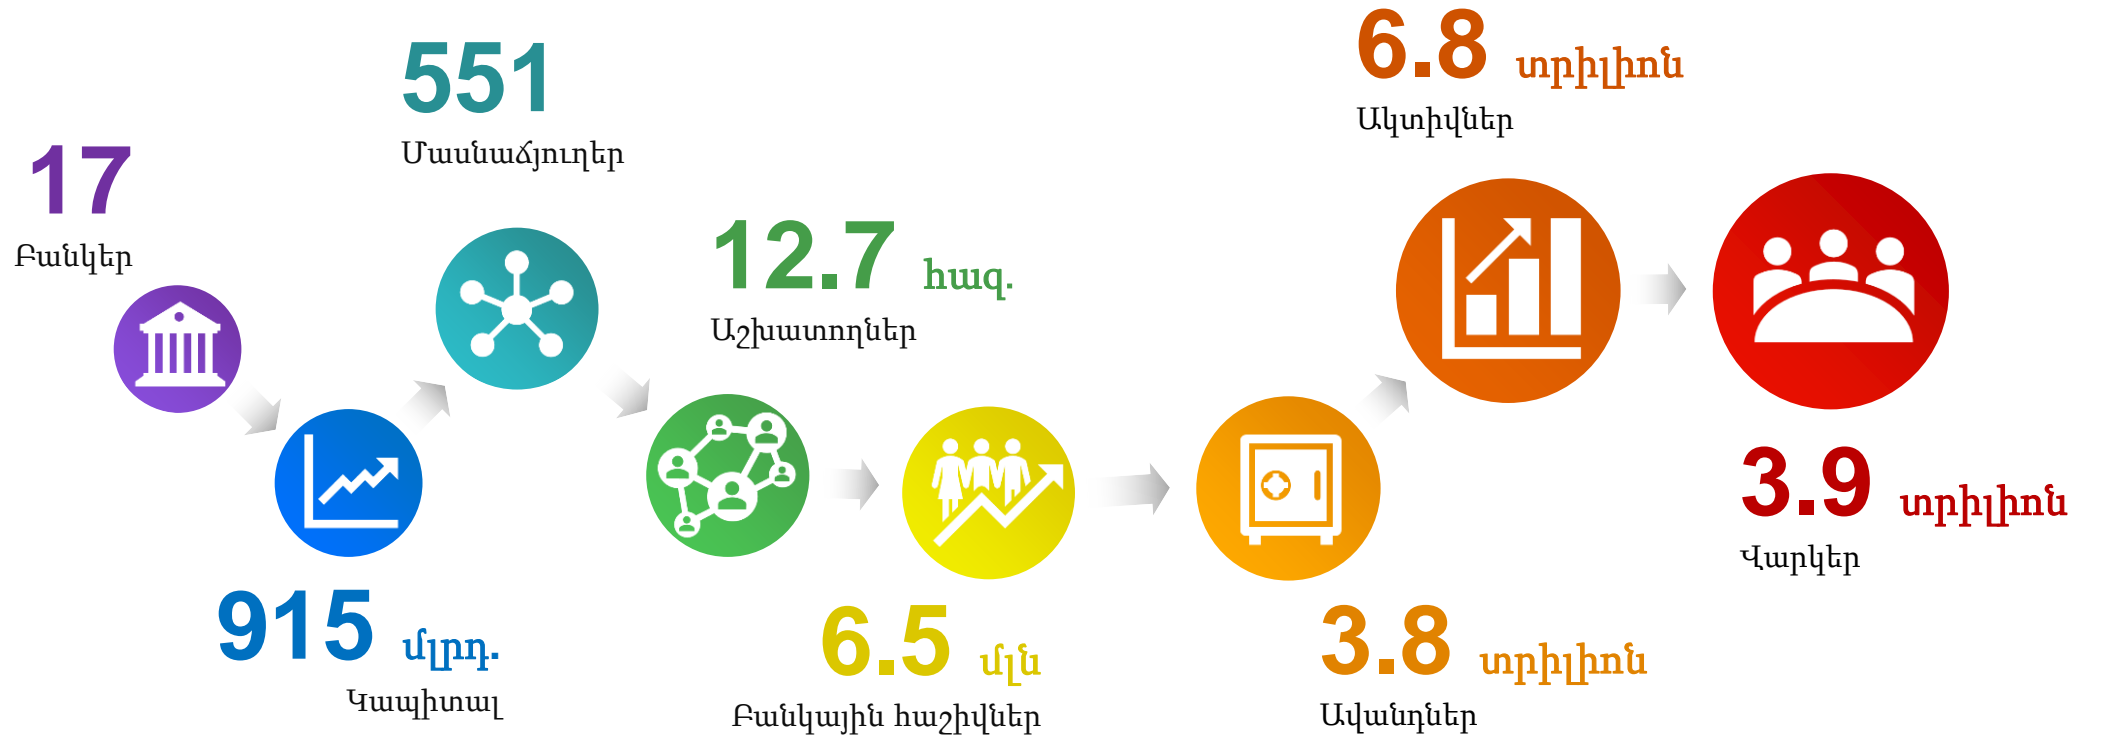 17
Բանկեր
915 մլրդ.
Կապիտալ
551
Մասնաճյուղեր
12.7 հազ.
Աշխատողներ
6.5 մլն
Բանկային հաշիվներ
3.8 տրիլիոն
Ավանդներ
6.8 տրիլիոն
Ակտիվներ
3.9 տրիլիոն
Վարկեր